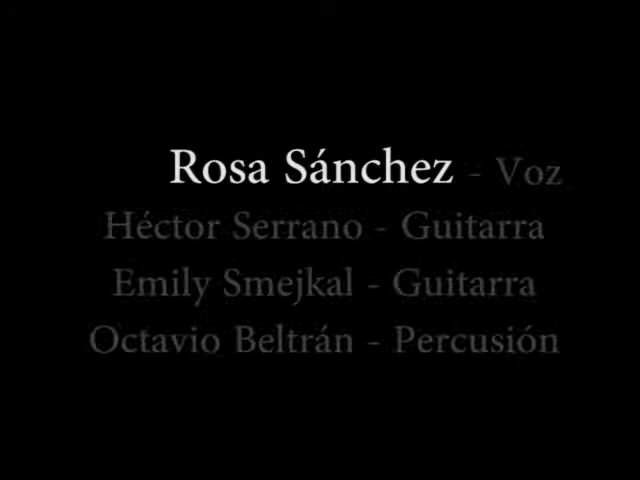 Rosa Sánchez - Voz
Héctor Serrano - Guitarra
Emily Smejkal - Guitarra
Octavio Beltrán - Percusión